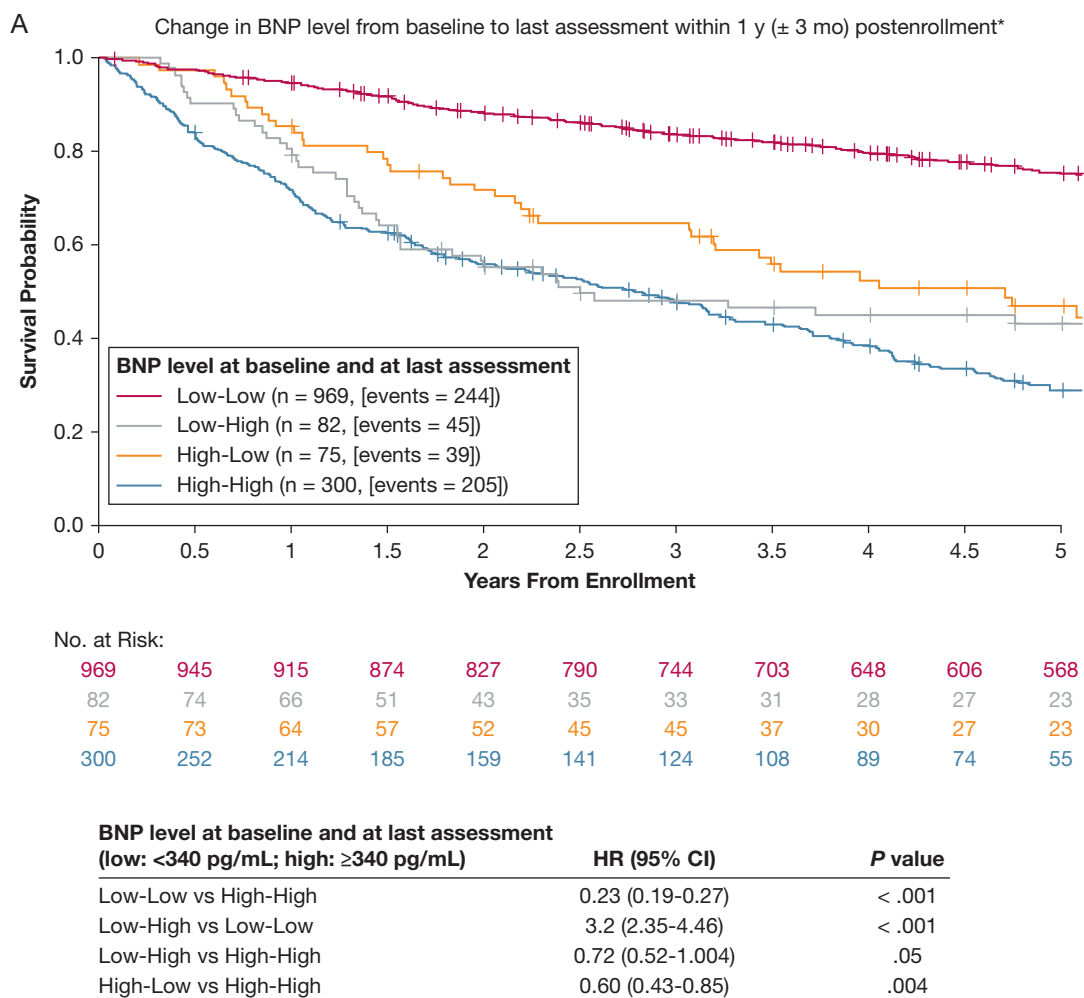 A
Change in BNP level from baseline to last assessment within 1 y (± 3 mo) postenrollment*
1.0
0.8
0.6
0.4
0.2
0.0
Survival Probability
BNP level at baseline and at last assessment
Low-Low (n = 969, [events = 244])
Low-High (n = 82, [events = 45])
High-Low (n = 75, [events = 39])
High-High (n = 300, [events = 205])
0 0.5 1 1.5 2 2.5 3 3.5 4 4.5 5
Years From Enrollment
No. at Risk:
969 945 915 874 827 790 744 703 648 606 568
82 74 66 51 43 35 33 31 28 27 23
75 73 64 57 52 45 45 37 30 27 23
300 252 214 185 159 141 124 108 89 74 55
BNP level at baseline and at last assessment
(low: <340 pg/mL; high: ≥340 pg/mL) HR (95% CI) P value
Low-Low vs High-High 0.23 (0.19-0.27) < .001
Low-High vs Low-Low 3.2 (2.35-4.46) < .001
Low-High vs High-High 0.72 (0.52-1.004) .05
High-Low vs High-High 0.60 (0.43-0.85) .004